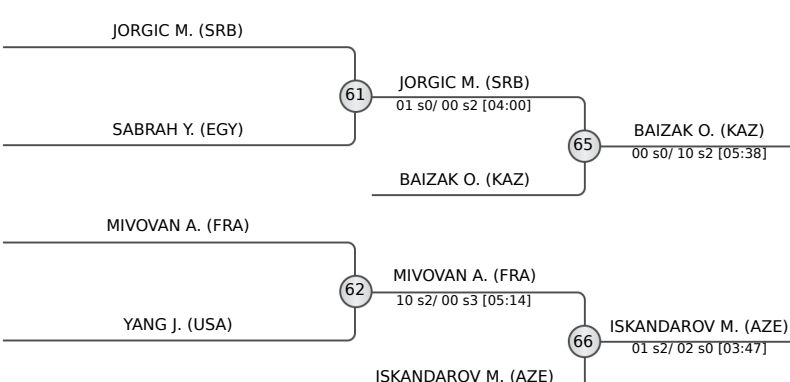 JORGIC M. (SRB)
61
JORGIC M. (SRB)
01 s0/ 00 s2 [04:00]
SABRAH Y. (EGY)
65
BAIZAK O. (KAZ)
00 s0/ 10 s2 [05:38]
BAIZAK O. (KAZ)
MIVOVAN A. (FRA)
62
MIVOVAN A. (FRA)
10 s2/ 00 s3 [05:14]
YANG J. (USA)
66
ISKANDAROV M. (AZE)
01 s2/ 02 s0 [03:47]
ISKANDAROV M. (AZE)